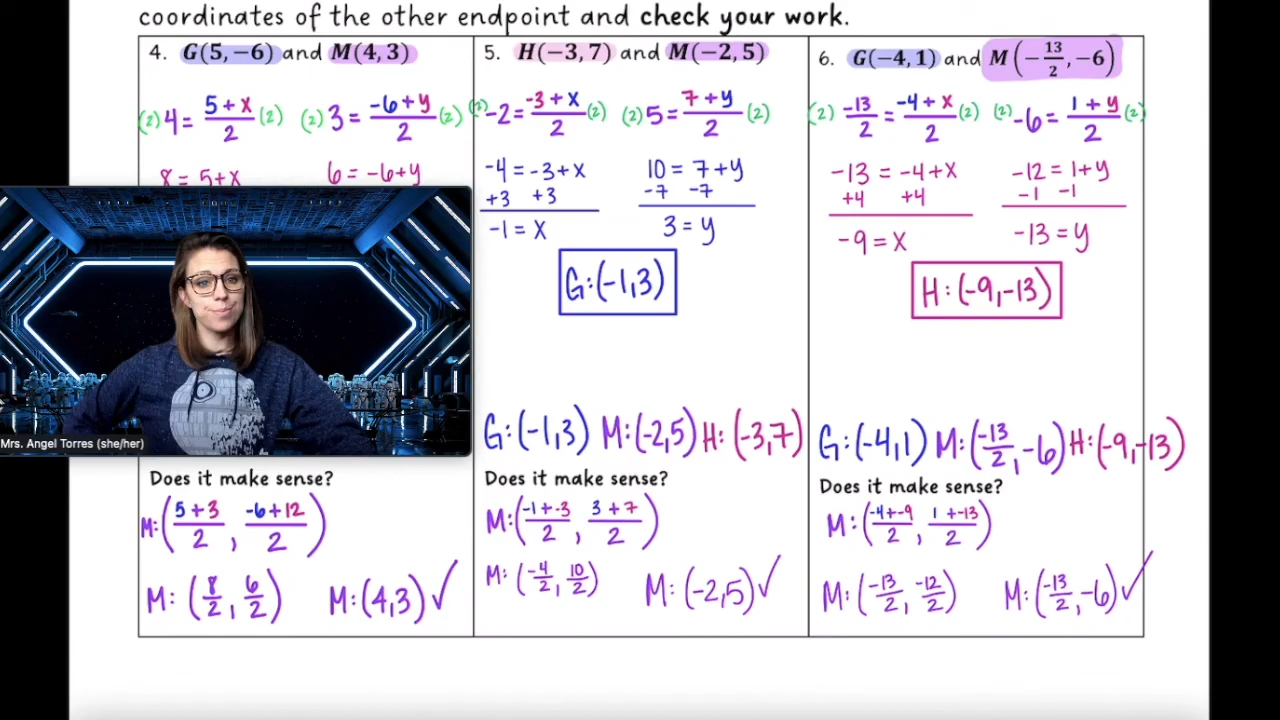 coordinates of the other endpoint and check your work.
4. G(5, −6) and M(4, 3)
(2) 4 = 5 + x / 2 (2) (2) 3 = -6 + y / 2 (2)
8 = 5 + x 6 = -6 + y
Mrs. Angel Torres (she/her)
Does it make sense?
M: (5 + 3 / 2, -6 + 12 / 2)
M: (8/2, 6/2) M: (4,3) ✓
5. H(−3, 7) and M(−2, 5)
(2) -2 = -3 + x / 2 (2) (2) 5 = 7 + y / 2 (2)
-4 = -3 + x 10 = 7 + y
+3 +3 -7 -7
-1 = x 3 = y
G: (-1,3)
G: (-1,3) M: (-2,5) H: (-3,7)
Does it make sense?
M: (-1 + -3 / 2, 3 + 7 / 2)
M: (-4/2, 10/2) M: (-2,5) ✓
6. G(−4, 1) and M(−13/2, −6)
(2) -13/2 = -4 + x / 2 (2) (2) -6 = 1 + y / 2 (2)
-13 = -4 + x -12 = 1 + y
+4 +4 -1 -1
-9 = x -13 = y
H: (-9,-13)
G: (-4,1) M: (-13/2, -6) H: (-9,-13)
Does it make sense?
M: (-4 + -9 / 2, 1 + -13 / 2)
M: (-13/2, -12/2) M: (-13/2, -6) ✓